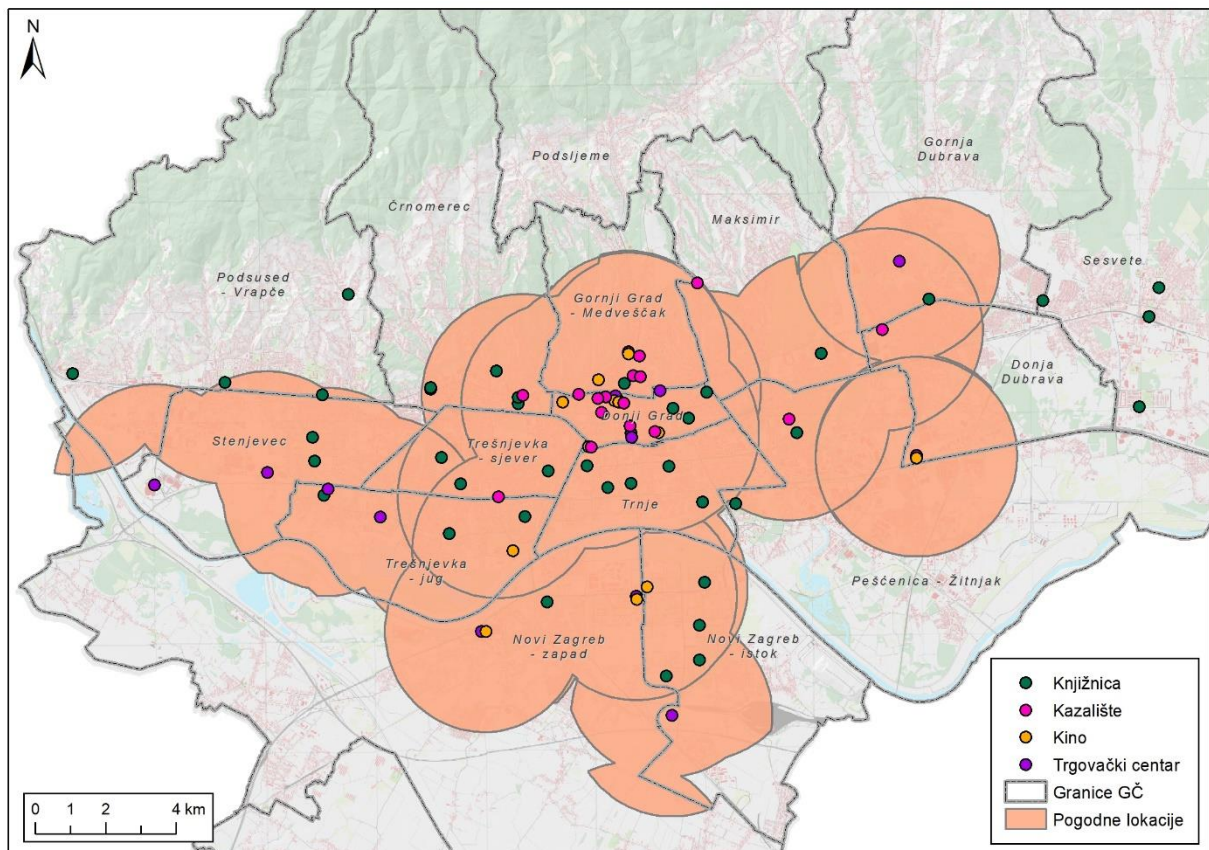 N
Podsljeme
Gornja
Dubrava
Črnomerec
Maksimir
Sesvete
Podsused
- Vrapče
Gornji Grad
- Medveščak
Donja
Dubrava
Donji Grad
Stenjevec
Trešnjevka
- sjever
Trnje
Trešnjevka
- jug
Peščenica - Žitnjak
Novi Zagreb
- zapad
Novi Zagreb
- istok
Knjižnica
Kazalište
Kino
Trgovački centar
Granice GČ
Pogodne lokacije
0 1 2 4 km